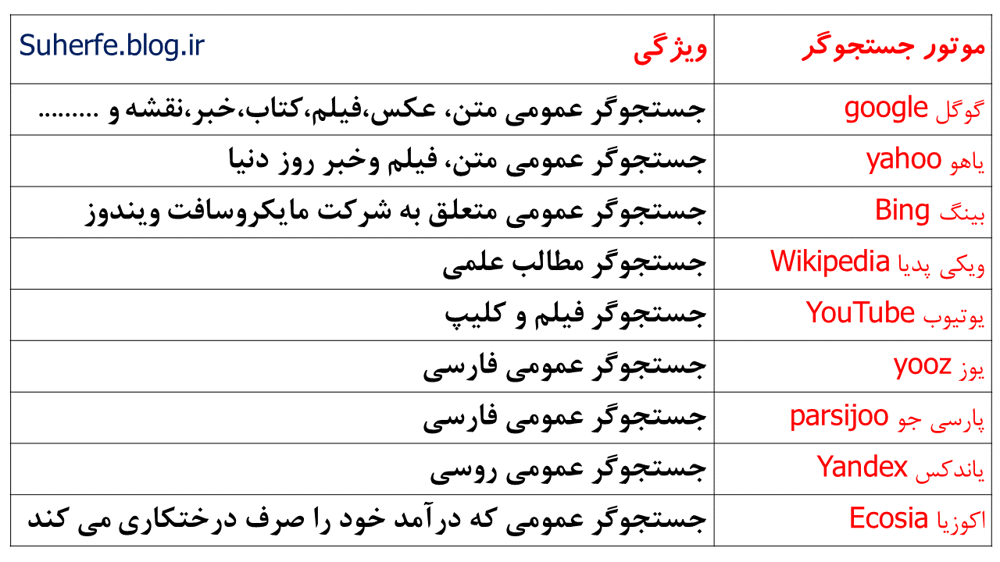 موتور جستجوگر ویژگی Suherfe.blog.ir
گوگل google جستجوگر عمومی متن، عکس،فیلم،کتاب،خبر،نقشه و .........
یاهو yahoo جستجوگر عمومی متن، فیلم وخبر روز دنیا
بینگ Bing جستجوگر عمومی متعلق به شرکت مایکروسافت ویندوز
ویکی پدیا Wikipedia جستجوگر مطالب علمی
یوتیوب YouTube جستجوگر فیلم و کلیپ
یوز yooz جستجوگر عمومی فارسی
پارسی جو parsijoo جستجوگر عمومی فارسی
یاندکس Yandex جستجوگر عمومی روسی
اکوزیا Ecosia جستجوگر عمومی که درآمد خود را صرف درختکاری می کند